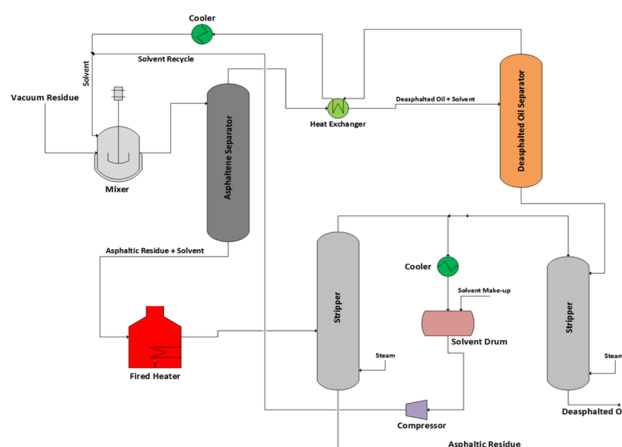 Cooler
Solvent
Solvent Recycle
Vacuum Residue
Mixer
Asphaltene Separator
Heat Exchanger
Deasphalted Oil + Solvent
Deasphalted Oil Separator
Asphaltic Residue + Solvent
Fired Heater
Stripper
Steam
Cooler
Solvent Make-up
Solvent Drum
Compressor
Stripper
Steam
Deasphalted O
Asphaltic Residue